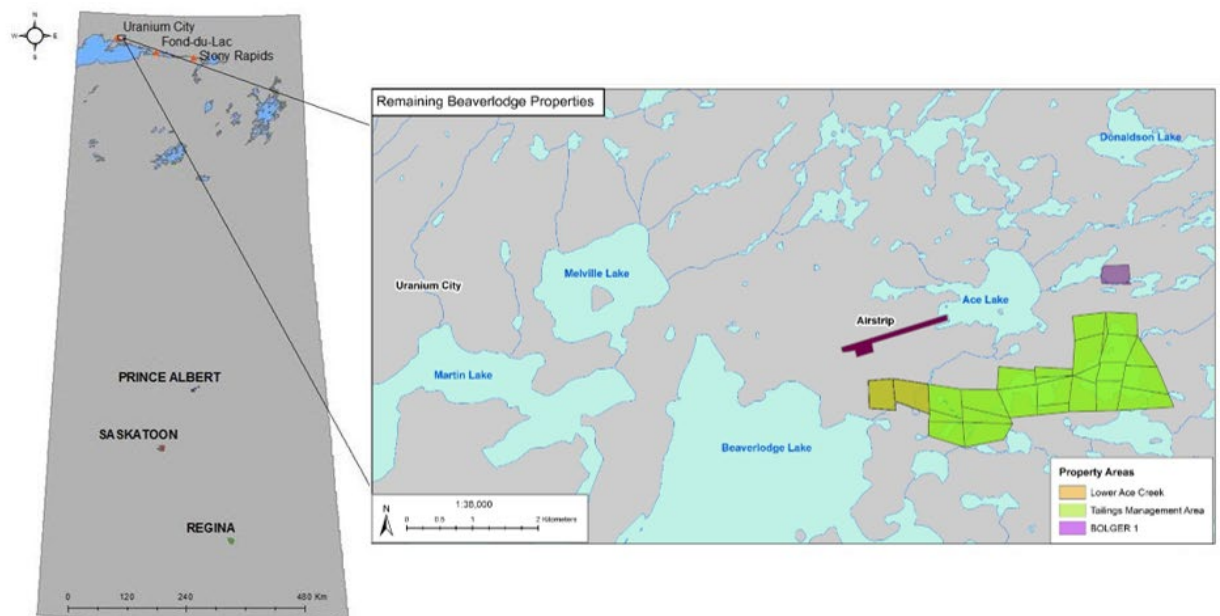 N
W
E
S
Uranium City
Fond-du-Lac
Stony Rapids
PRINCE ALBERT
SASKATOON
REGINA
0 120 240 480 Km
Remaining Beaverlodge Properties
Donaldson Lake
Melville Lake
Uranium City
Ace Lake
Airstrip
Martin Lake
Beaverlodge Lake
N
1:38,000
0 0.5 1 2 Kilometers
Property Areas
Lower Ace Creek
Tailings Management Area
BOLGER 1